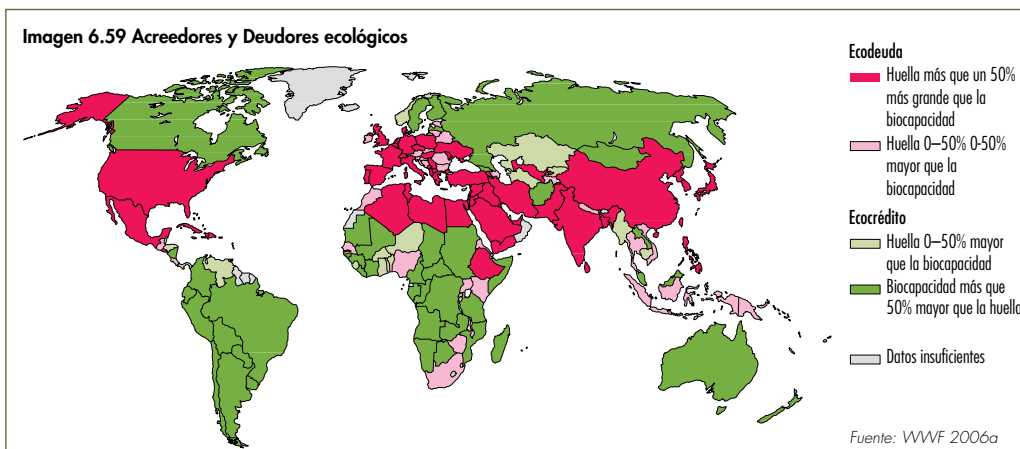 Imagen 6.59 Acreedores y Deudores ecológicos
Ecodeuda
Huella más que un 50%
más grande que la
biocapacidad
Huella 0–50% 0-50%
mayor que la
biocapacidad
Ecocrédito
Huella 0–50% mayor
que la biocapacidad
Biocapacidad más que
50% mayor que la huella
Datos insuficientes
Fuente: WWF 2006a